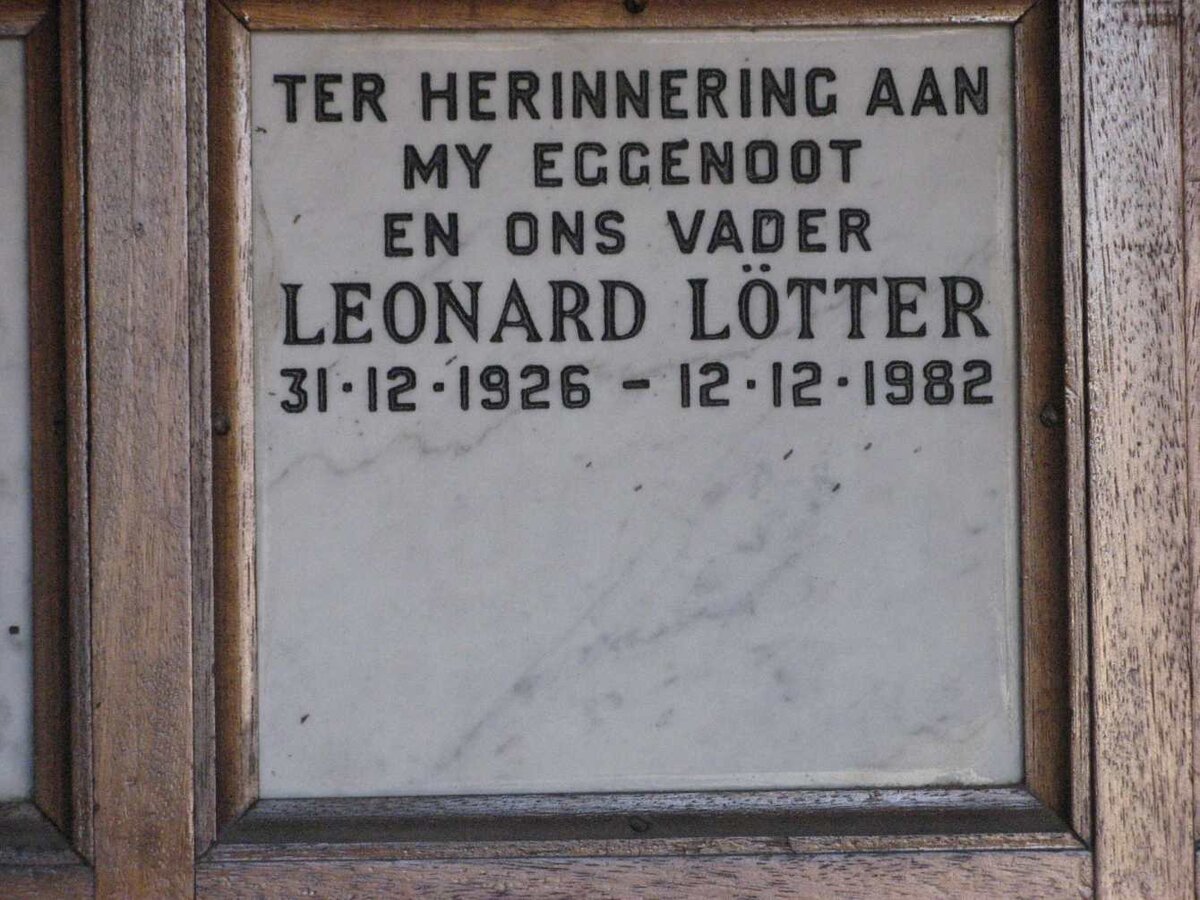 TER HERINNERING AAN
MY EGGENOOT
EN ONS VADER
LEONARD LÖTTER
31·12·1926 – 12·12·1982